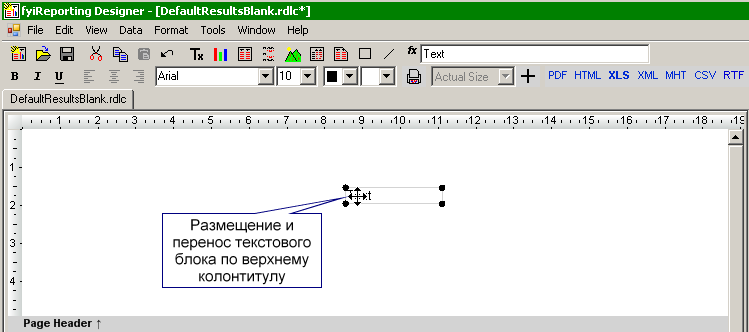 fyiReporting Designer - [DefaultResultsBlank.rdlc*]
File Edit View Data Format Tools Window Help
Tx fx Text
B I U Arial 10 Actual Size PDF HTML XLS XML MHT CSV RTF
DefaultResultsBlank.rdlc
1 2 3 4 5 6 7 8 9 10 11 12 13 14 15 16 17 18 19
1
2
3
4
Размещение и
перенос текстового
блока по верхнему
колонтитулу
Page Header ↑